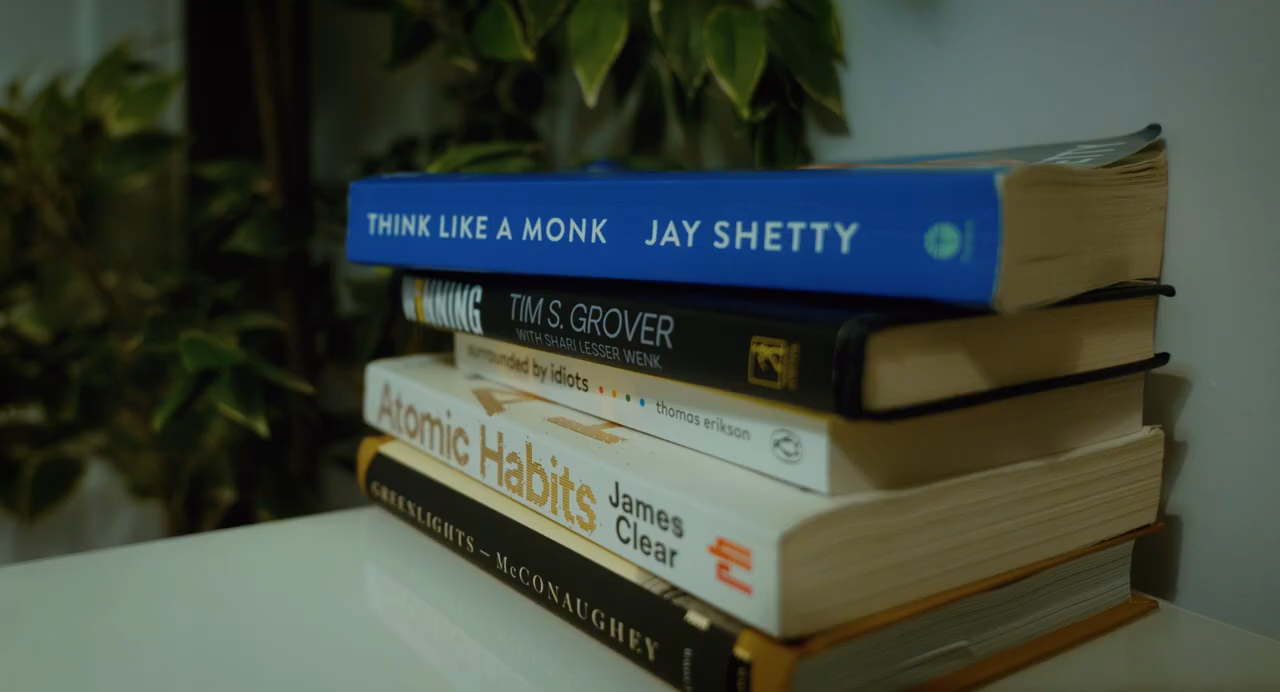 THINK LIKE A MONK JAY SHETTY
WINNING TIM S. GROVER
WITH SHARI LESSER WENK
surrounded by idiots thomas erikson
Atomic Habits James
Clear
GREENLIGHTS – McCONAUGHEY